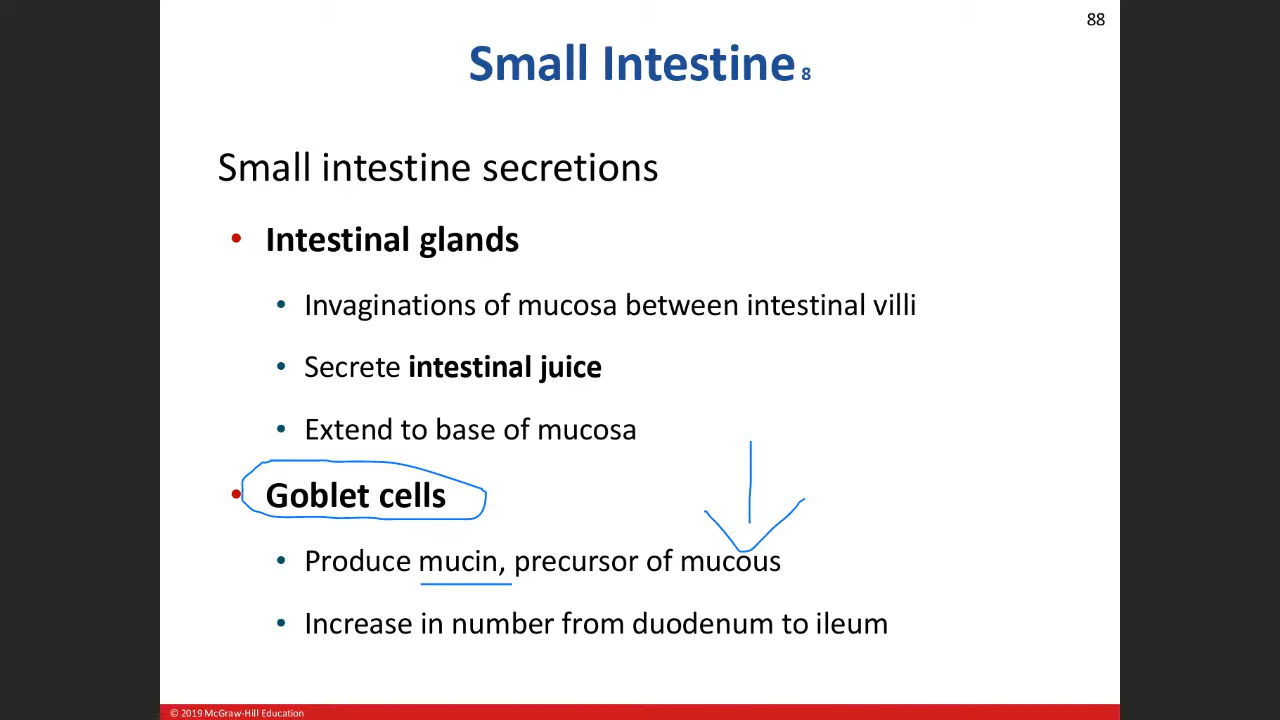 88
Small Intestine 8
Small intestine secretions
• Intestinal glands
• Invaginations of mucosa between intestinal villi
• Secrete intestinal juice
• Extend to base of mucosa
• Goblet cells
• Produce mucin, precursor of mucous
• Increase in number from duodenum to ileum
© 2019 McGraw-Hill Education